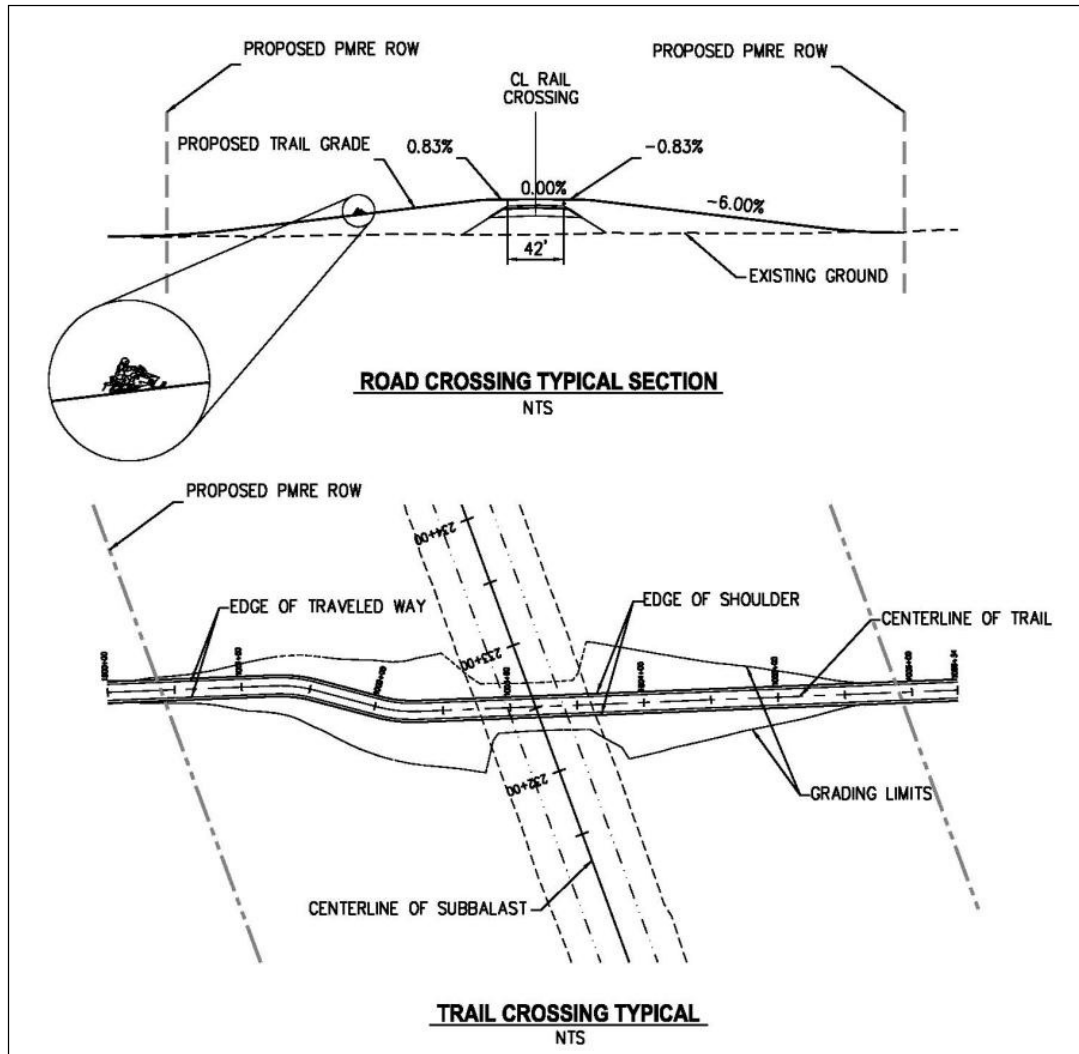 PROPOSED PMRE ROW
PROPOSED PMRE ROW
CL RAIL
CROSSING
PROPOSED TRAIL GRADE
0.83%
-0.83%
0.00%
-6.00%
42'
EXISTING GROUND
ROAD CROSSING TYPICAL SECTION
NTS
PROPOSED PMRE ROW
234+00
EDGE OF TRAVELED WAY
EDGE OF SHOULDER
CENTERLINE OF TRAIL
233+00
232+00
GRADING LIMITS
CENTERLINE OF SUBBALAST
TRAIL CROSSING TYPICAL
NTS